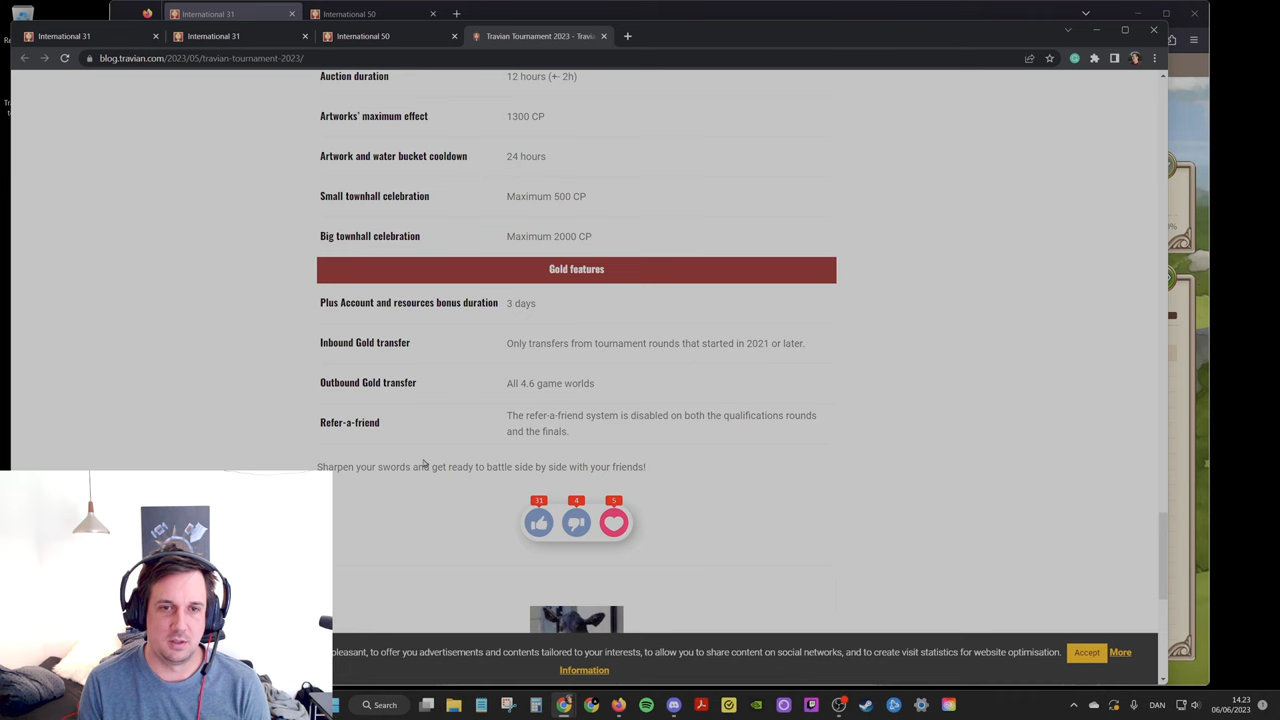 International 31
International 50
International 31
International 31
International 50
Travian Tournament 2023 - Travia
blog.travian.com/2023/05/travian-tournament-2023/
Auction duration
12 hours (+- 2h)
Artworks' maximum effect
1300 CP
Artwork and water bucket cooldown
24 hours
Small townhall celebration
Maximum 500 CP
Big townhall celebration
Maximum 2000 CP
Gold features
Plus Account and resources bonus duration
3 days
Inbound Gold transfer
Only transfers from tournament rounds that started in 2021 or later.
Outbound Gold transfer
All 4.6 game worlds
Refer-a-friend
The refer-a-friend system is disabled on both the qualifications rounds
and the finals.
Sharpen your swords and get ready to battle side by side with your friends!
31
4
5
pleasant, to offer you advertisements and contents tailored to your interests, to allow you to share content on social networks, and to create visit statistics for website optimisation.
Accept
More
Information
Search
DAN
14.23
06/06/2023